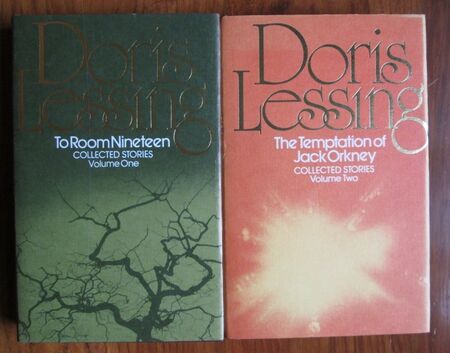 Doris
Lessing
To Room Nineteen
COLLECTED STORIES
Volume One
Doris
Lessing
The Temptation of
Jack Orkney
COLLECTED STORIES
Volume Two